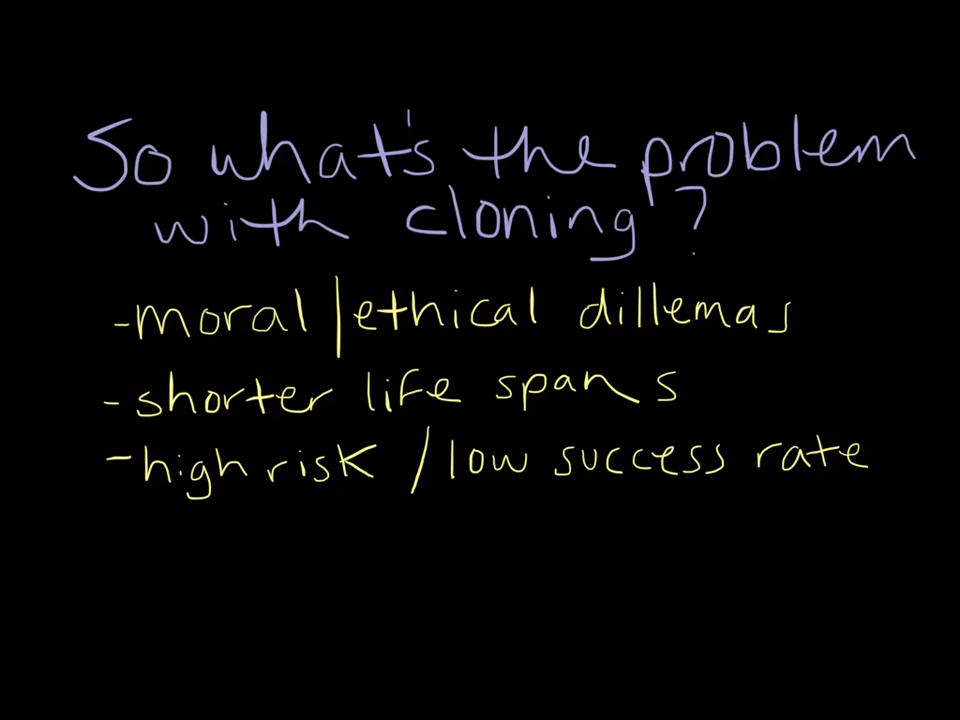 So what's the problem
with cloning?
- moral/ethical dillemas
- shorter life spans
- high risk / low success rate